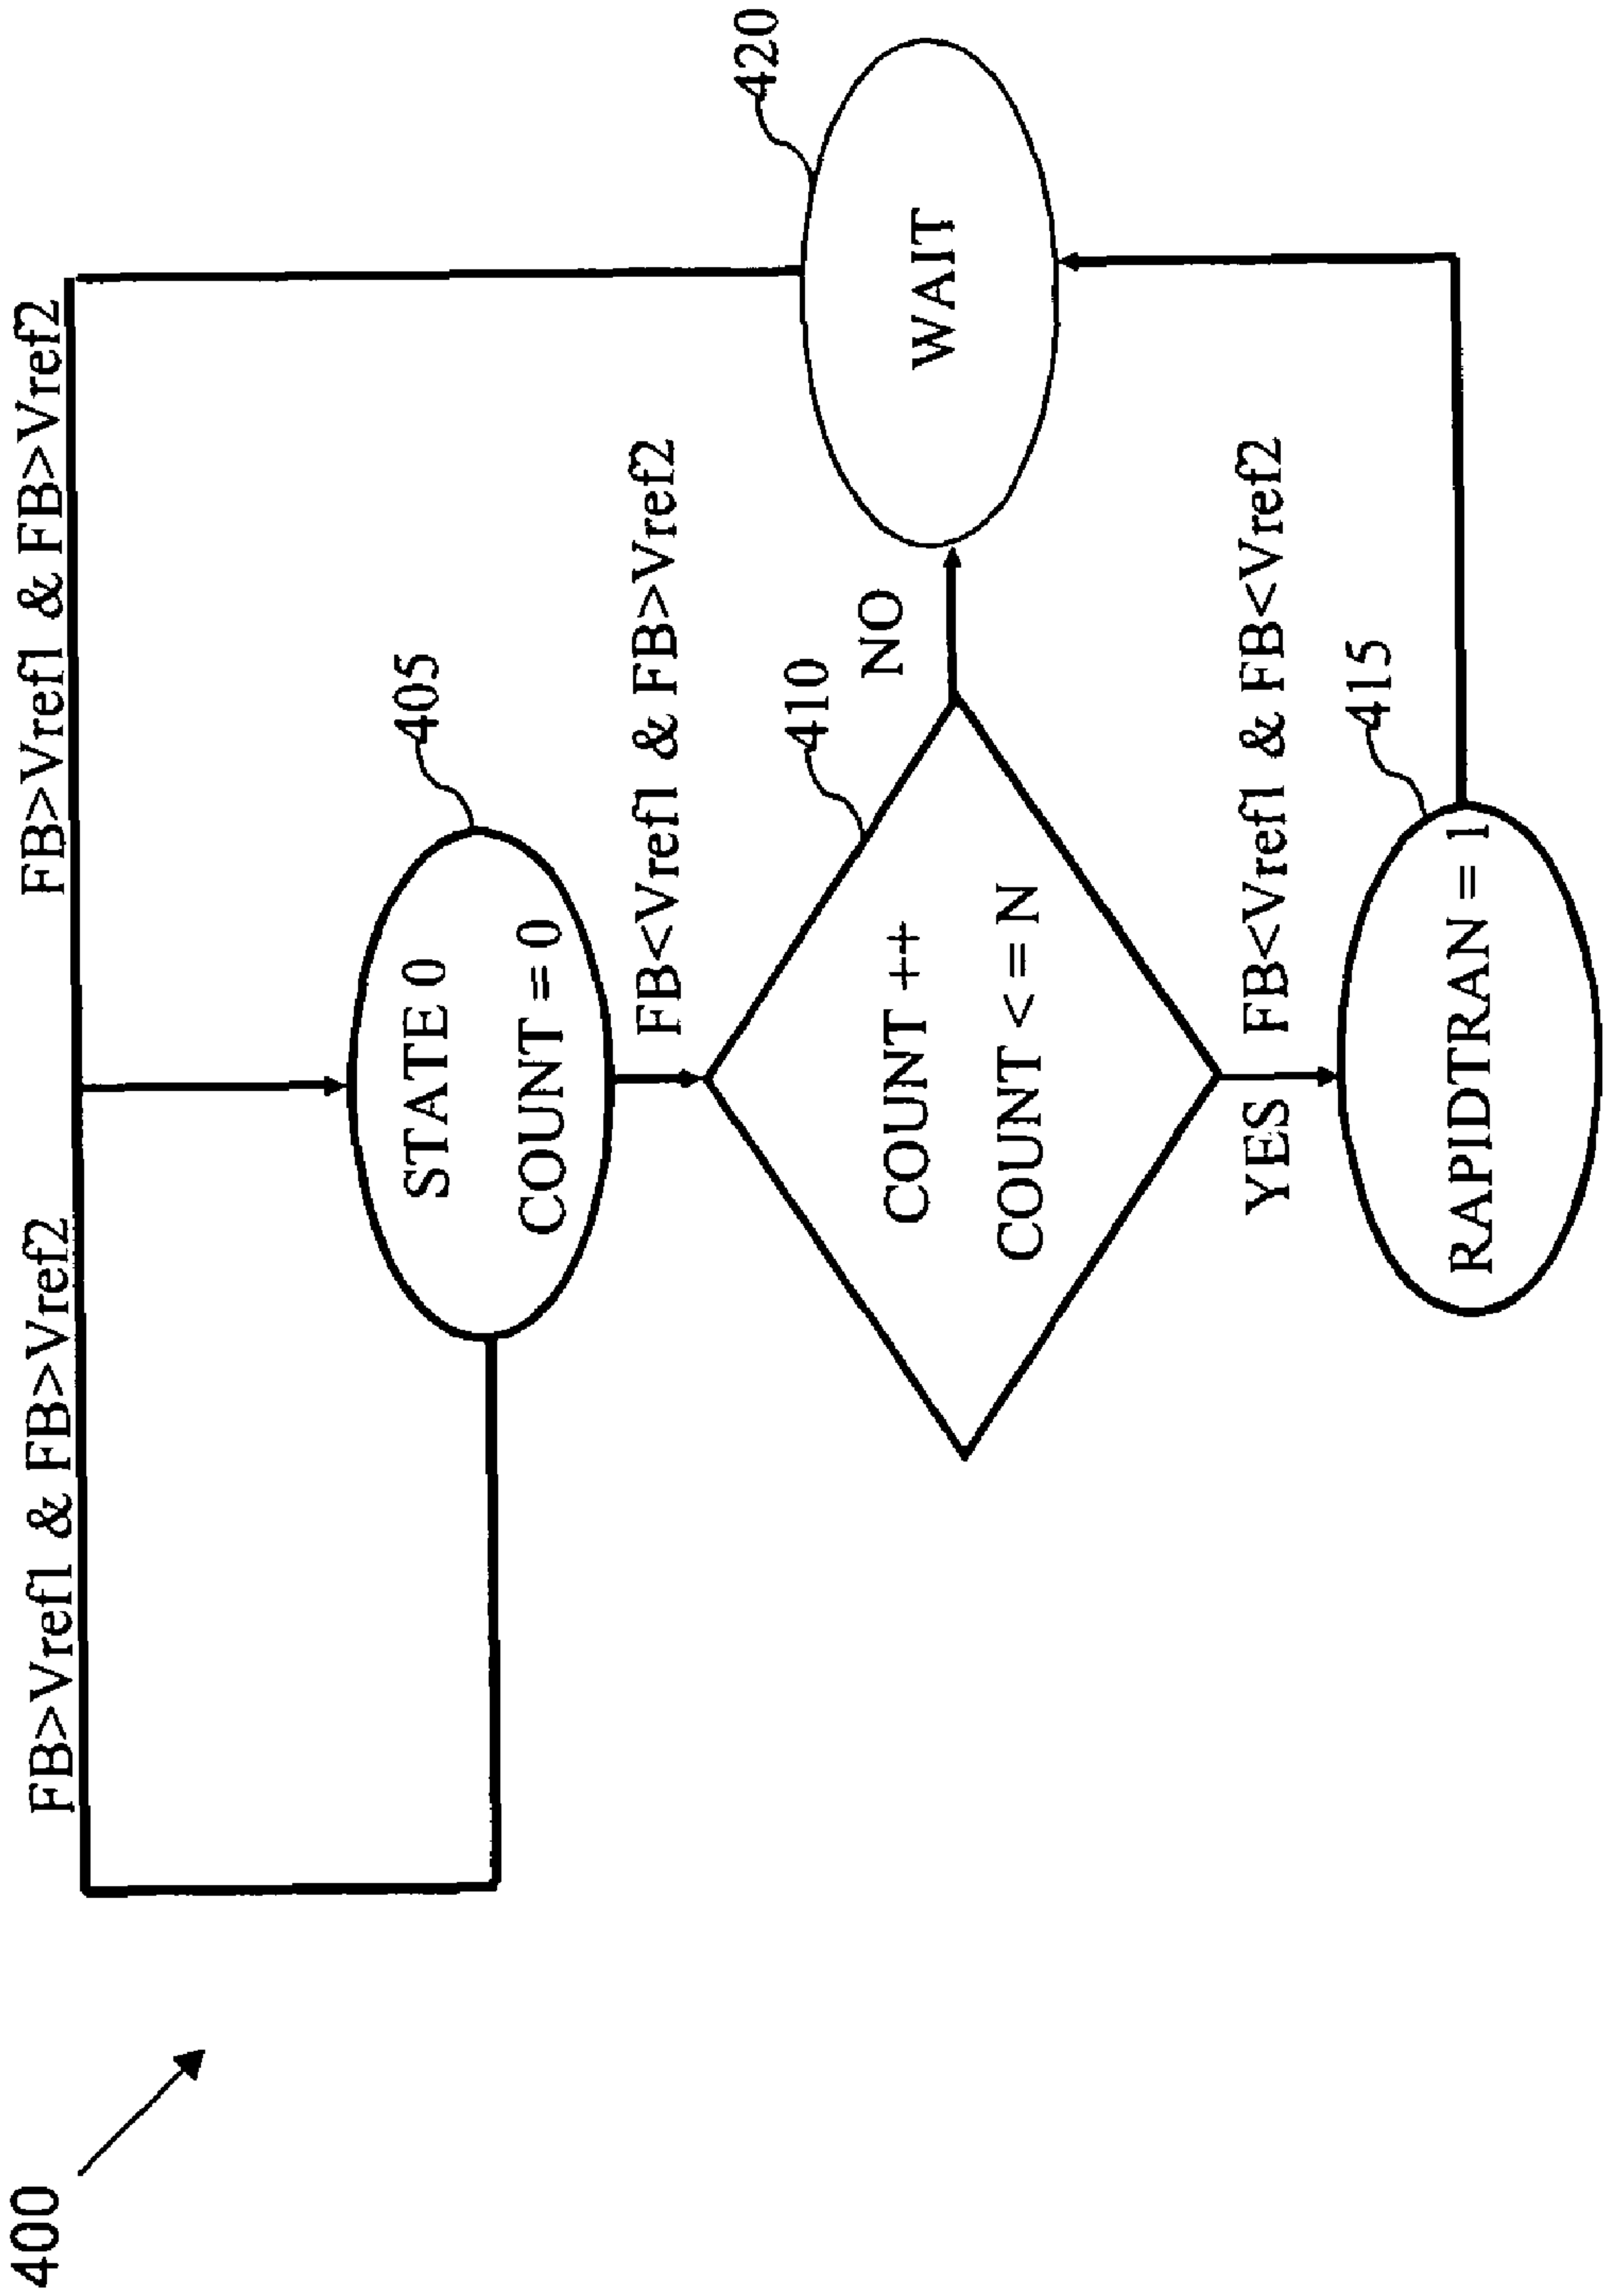 400
FB>Vref1 & FB>Vref2
FB>Vref1 & FB>Vref2
405
STATE 0
COUNT = 0
FB<Vref1 & FB>Vref2
420
410
NO
WAIT
COUNT ++
COUNT <= N
YES
FB<Vref1 & FB<Vref2
415
RAPIDTRAN = 1